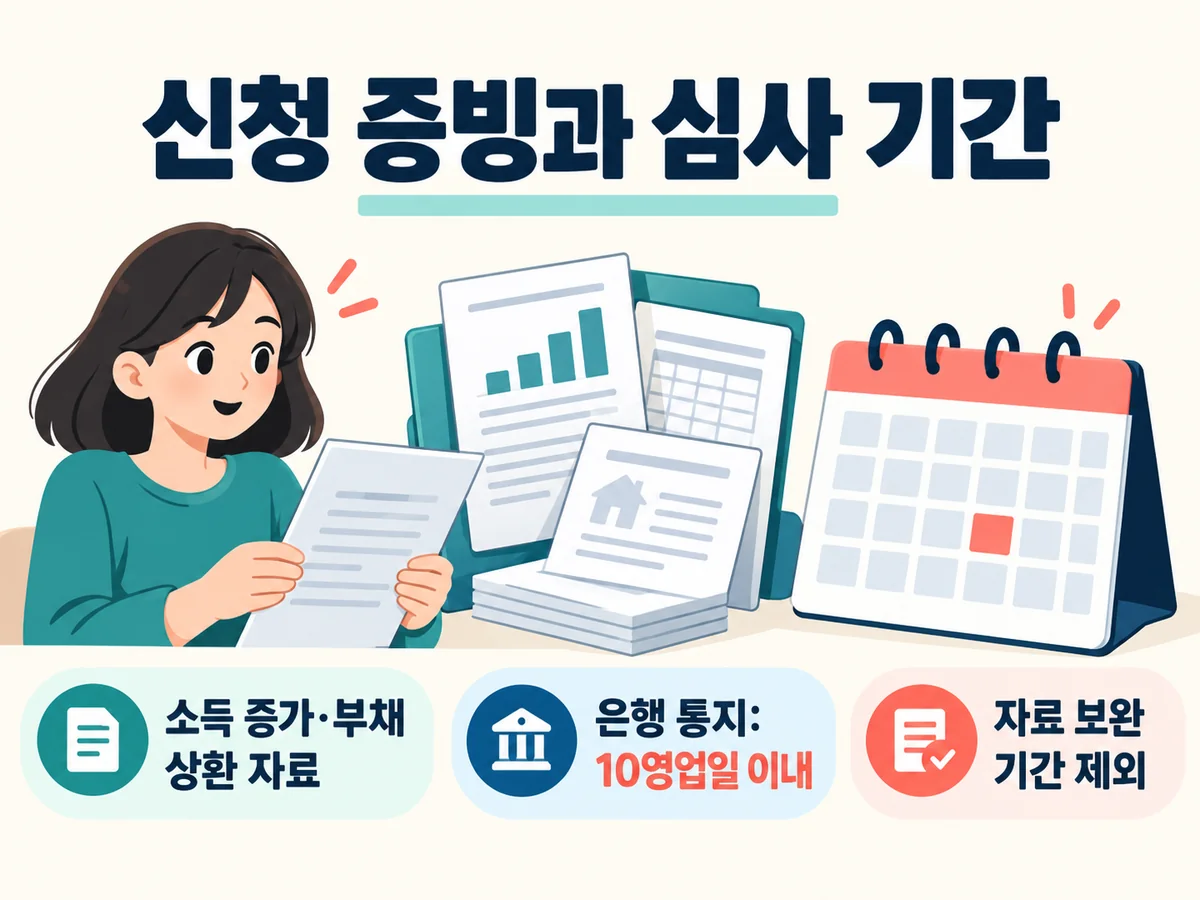 신청 증빙과 심사 기간
소득 증가·부채
상환 자료
은행 통지:
10영업일 이내
자료 보완
기간 제외